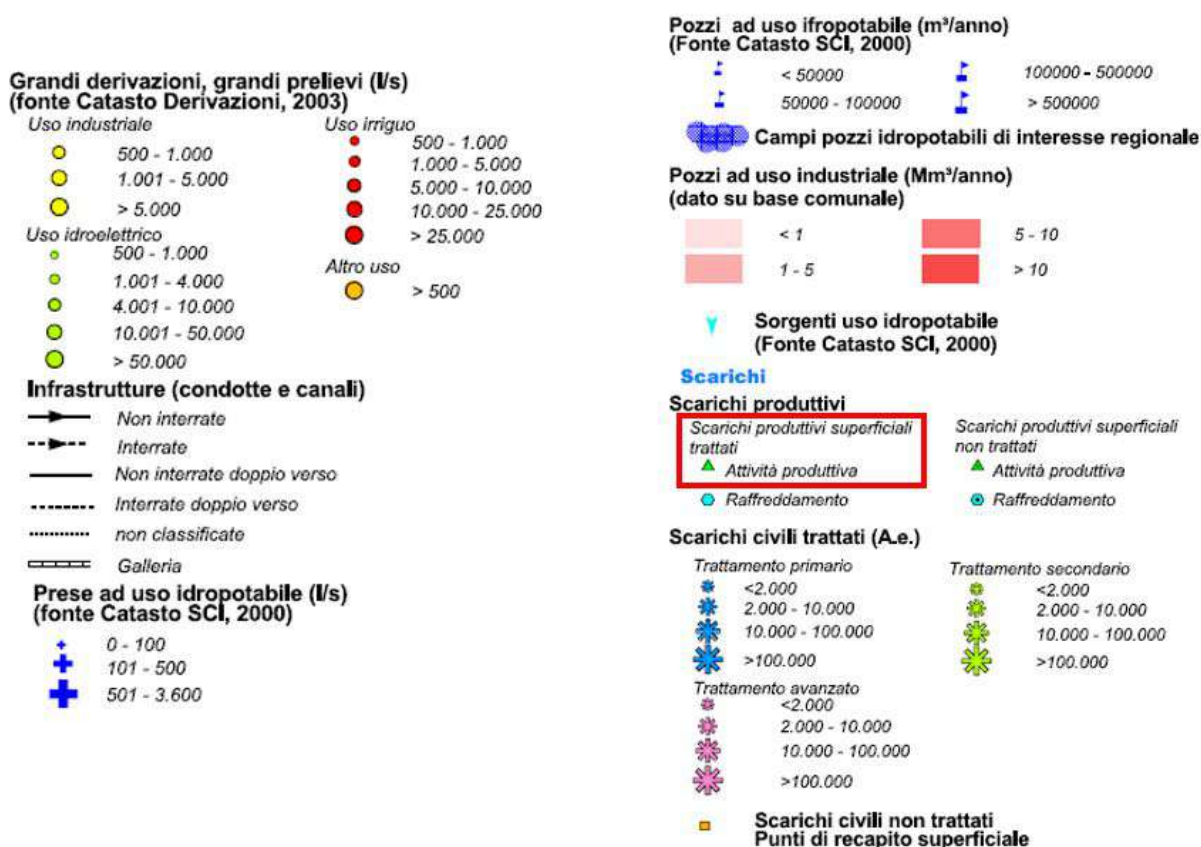 Grandi derivazioni, grandi prelievi (l/s)
(fonte Catasto Derivazioni, 2003)
Uso industriale
500 - 1.000
1.001 - 5.000
> 5.000
Uso idroelettrico
500 - 1.000
1.001 - 4.000
4.001 - 10.000
10.001 - 50.000
> 50.000
Uso irriguo
500 - 1.000
1.000 - 5.000
5.000 - 10.000
10.000 - 25.000
> 25.000
Altro uso
> 500
Infrastrutture (condotte e canali)
Non interrate
Interrate
Non interrate doppio verso
Interrate doppio verso
non classificate
Galleria
Prese ad uso idropotabile (l/s)
(fonte Catasto SCI, 2000)
0 - 100
101 - 500
501 - 3.600
Pozzi ad uso ifropotabile (m³/anno)
(Fonte Catasto SCI, 2000)
< 50000
50000 - 100000
100000 - 500000
> 500000
Campi pozzi idropotabili di interesse regionale
Pozzi ad uso industriale (Mm³/anno)
(dato su base comunale)
< 1
1 - 5
5 - 10
> 10
Sorgenti uso idropotabile
(Fonte Catasto SCI, 2000)
Scarichi
Scarichi produttivi
Scarichi produttivi superficiali
trattati
Attività produttiva
Raffreddamento
Scarichi produttivi superficiali
non trattati
Attività produttiva
Raffreddamento
Scarichi civili trattati (A.e.)
Trattamento primario
<2.000
2.000 - 10.000
10.000 - 100.000
>100.000
Trattamento secondario
<2.000
2.000 - 10.000
10.000 - 100.000
>100.000
Trattamento avanzato
<2.000
2.000 - 10.000
10.000 - 100.000
>100.000
Scarichi civili non trattati
Punti di recapito superficiale